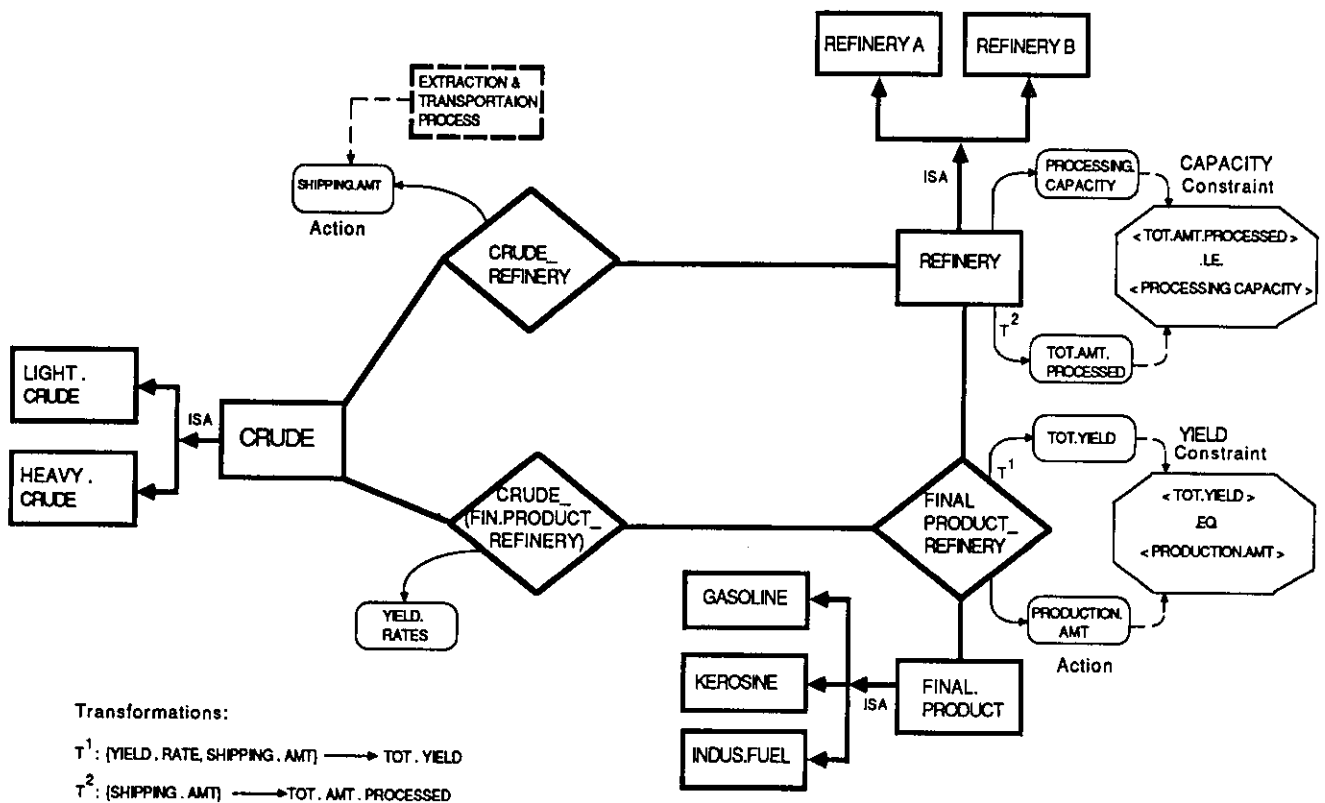 REFINERY A
REFINERY B
EXTRACTION &
TRANSPORTAION
PROCESS
SHIPPING.AMT
Action
ISA
PROCESSING.
CAPACITY
CAPACITY
Constraint
CRUDE_
REFINERY
REFINERY
< TOT.AMT.PROCESSED >
.LE.
< PROCESSING CAPACITY >
T2
TOT.AMT.
PROCESSED
LIGHT .
CRUDE
ISA
CRUDE
HEAVY .
CRUDE
TOT.YIELD
YIELD
Constraint
T1
CRUDE_
(FIN.PRODUCT_
REFINERY)
FINAL
PRODUCT_
REFINERY
< TOT.YIELD >
.EQ.
< PRODUCTION.AMT >
YIELD.
RATES
GASOLINE
PRODUCTION.
AMT
Action
KEROSINE
ISA
FINAL.
PRODUCT
INDUS.FUEL
Transformations:
T1 : {YIELD . RATE, SHIPPING . AMT} → TOT . YIELD
T2 : {SHIPPING . AMT} → TOT . AMT . PROCESSED